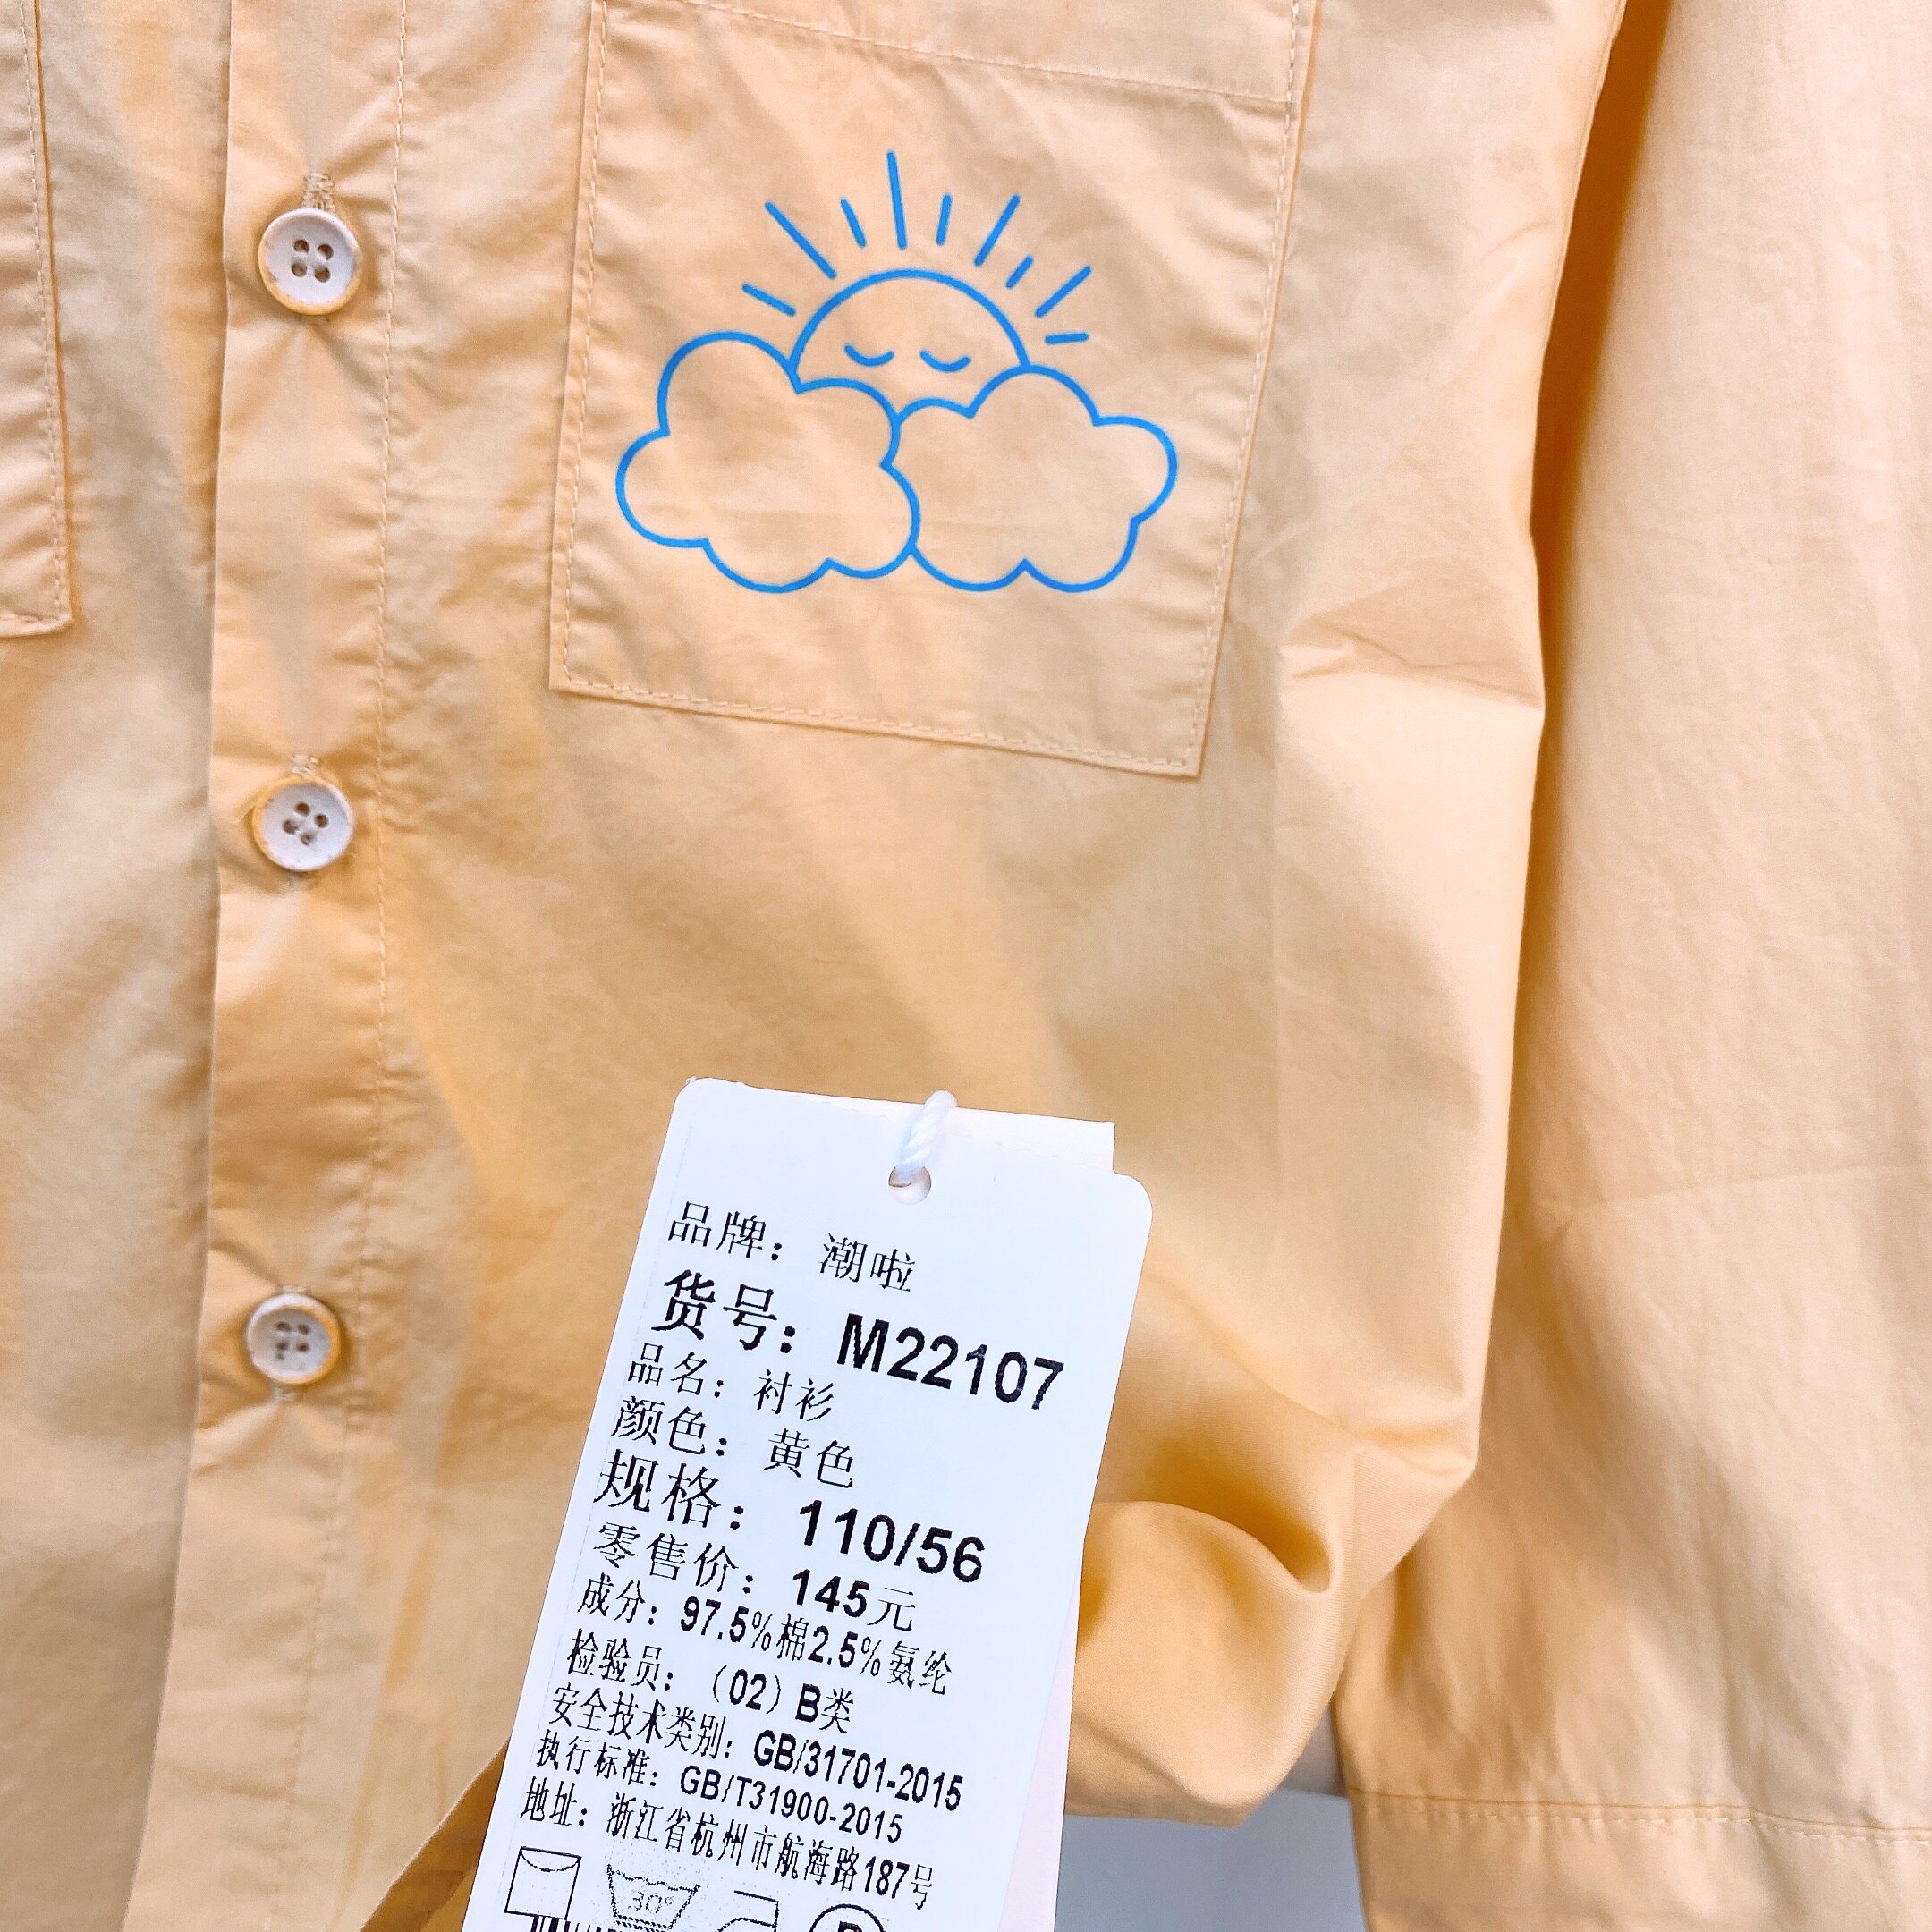 品牌：潮啦
货号：M22107
品名：衬衫
颜色：黄色
规格：110/56
零售价：145元
成分：97.5%棉2.5%氨纶
检验员：（02）B类
安全技术类别：GB/31701-2015
执行标准：GB/T31900-2015
地址：浙江省杭州市航海路187号
30°